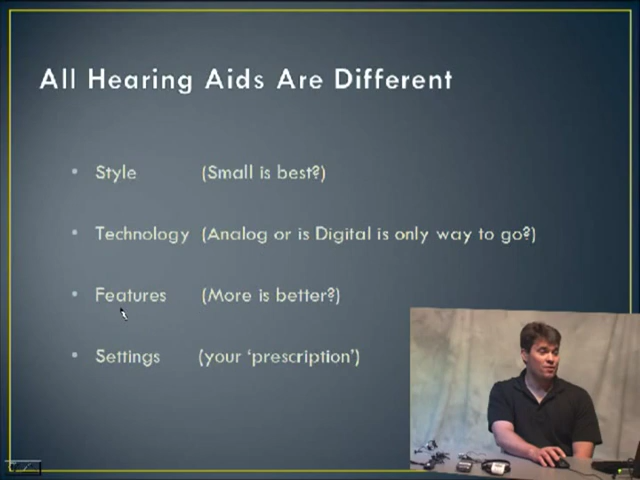 All Hearing Aids Are Different
• Style (Small is best?)
• Technology (Analog or is Digital is only way to go?)
• Features (More is better?)
• Settings (your ‘prescription’)